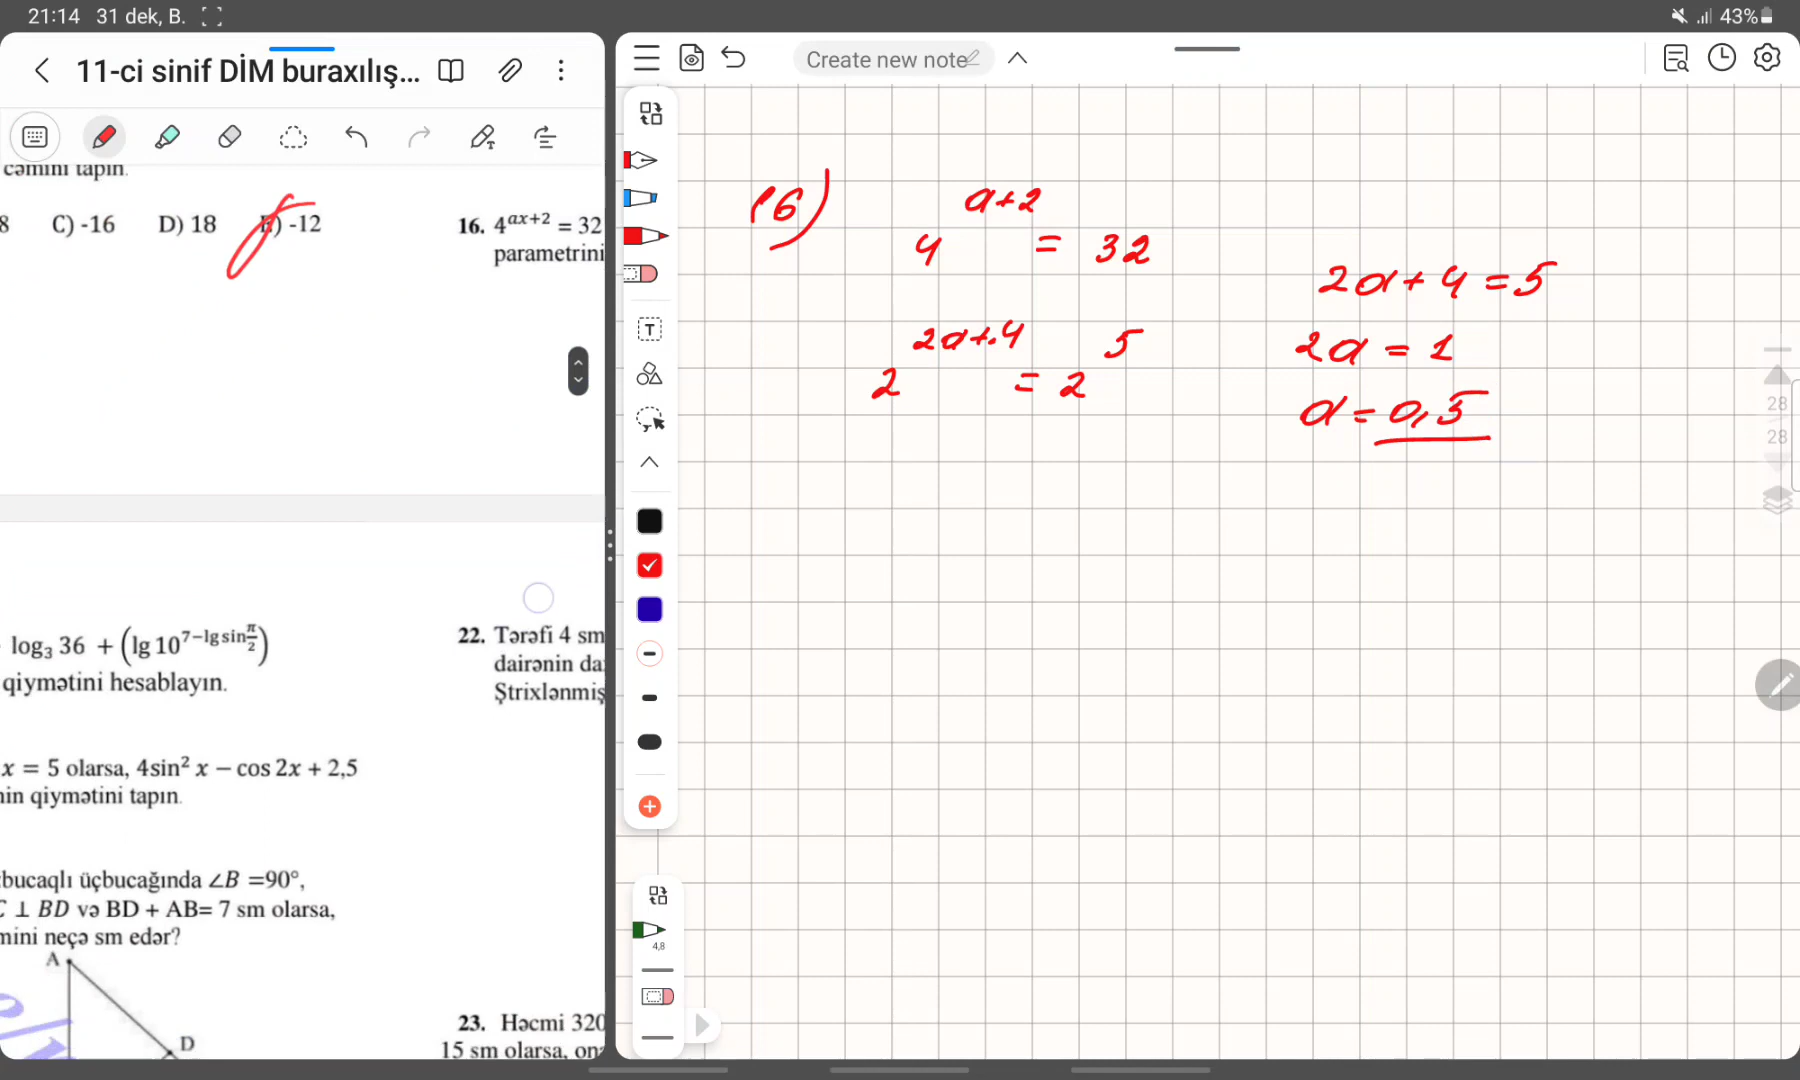 21:14 31 dek, B. 43%
11-ci sinif DİM buraxılış...
Create new note
cəmini tapın.
8 C) -16 D) 18 E) -12
16. 4^(ax+2) = 32
parametrini
log₃ 36 + (lg 10^(7−lg sin π/2))
qiymətini hesablayın.
x = 5 olarsa, 4sin² x − cos 2x + 2,5
nin qiymətini tapın.
bucaqlı üçbucağında ∠B =90°,
C ⊥ BD və BD + AB= 7 sm olarsa,
mini neçə sm edər?
A
D
22. Tərəfi 4 sm
dairənin da
Ştrixlənmiş
23. Həcmi 320
15 sm olarsa, on
T
4,8
16) 4^(a+2) = 32
2^(2a+4) = 2^5
2a+4=5
2a = 1
a = 0,5
28
28